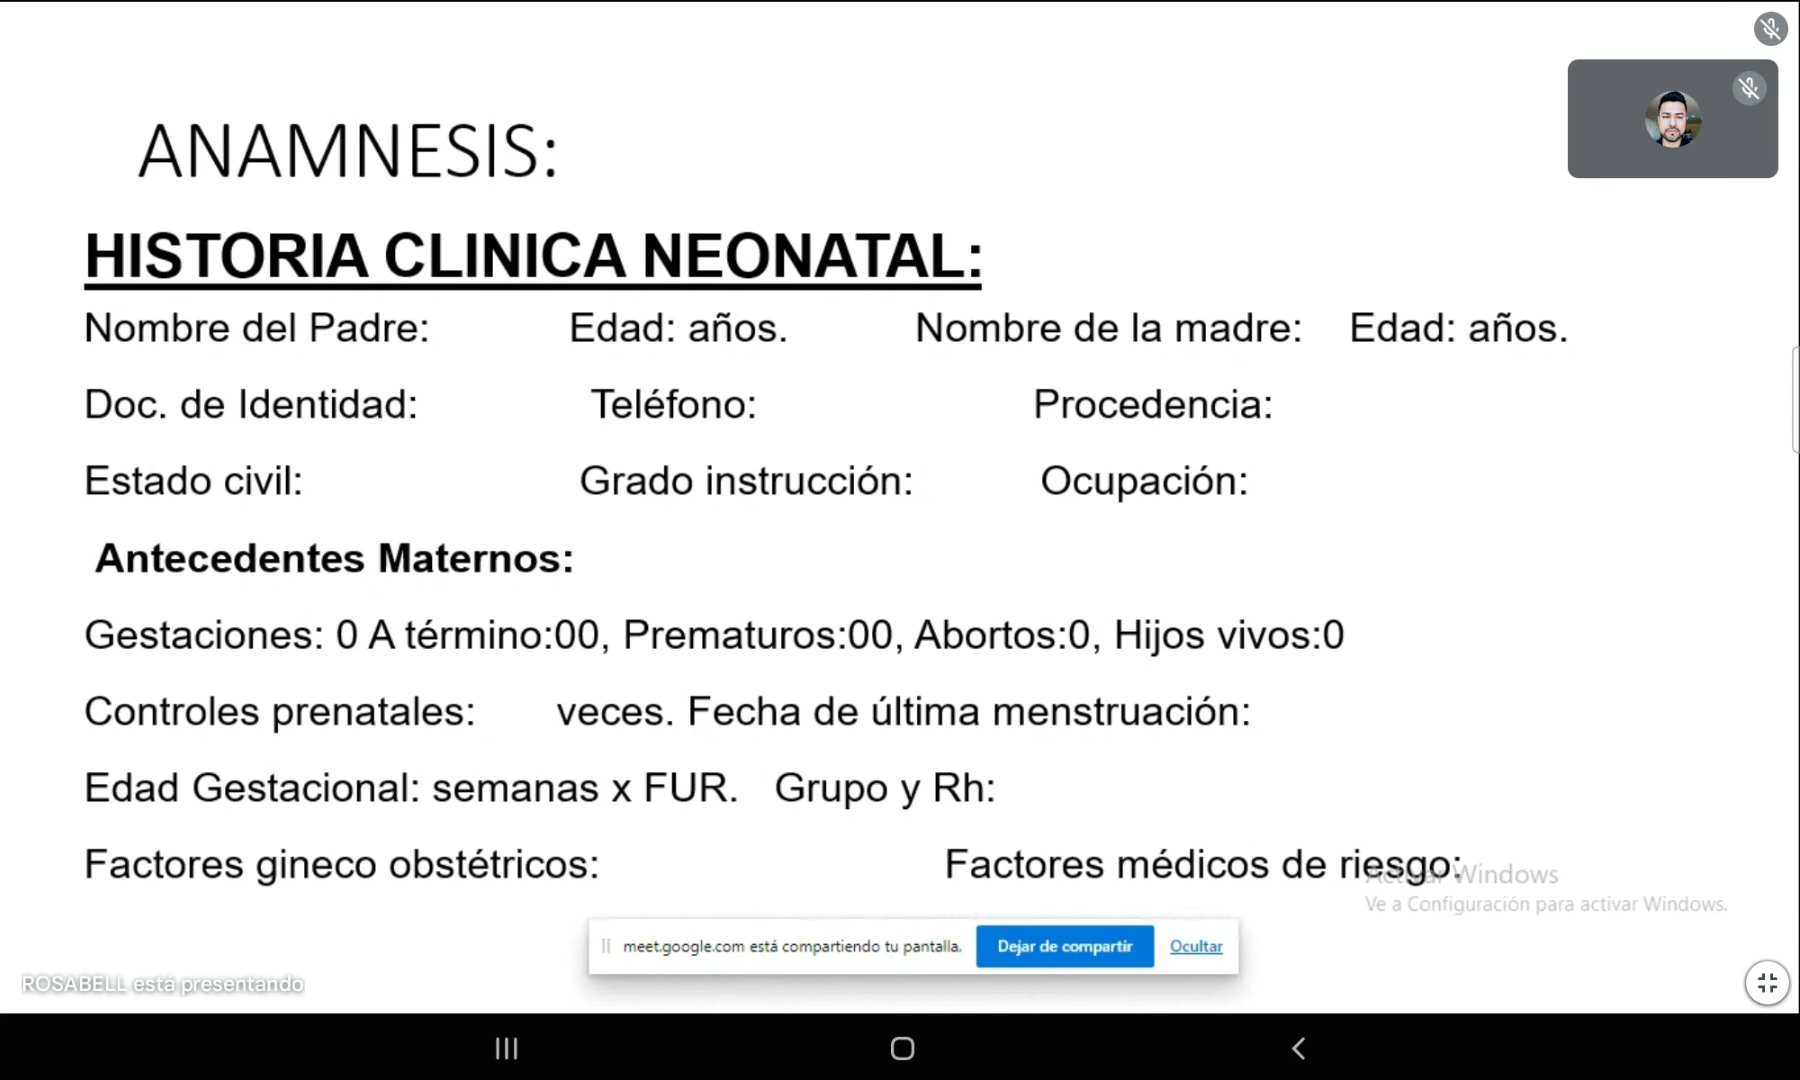 ANAMNESIS:
HISTORIA CLINICA NEONATAL:
Nombre del Padre: Edad: años. Nombre de la madre: Edad: años.
Doc. de Identidad: Teléfono: Procedencia:
Estado civil: Grado instrucción: Ocupación:
Antecedentes Maternos:
Gestaciones: 0 A término:00, Prematuros:00, Abortos:0, Hijos vivos:0
Controles prenatales: veces. Fecha de última menstruación:
Edad Gestacional: semanas x FUR. Grupo y Rh:
Factores gineco obstétricos: Factores médicos de riesgo:
Activar Windows
Ve a Configuración para activar Windows.
meet.google.com está compartiendo tu pantalla. Dejar de compartir Ocultar
ROSABELL está presentando